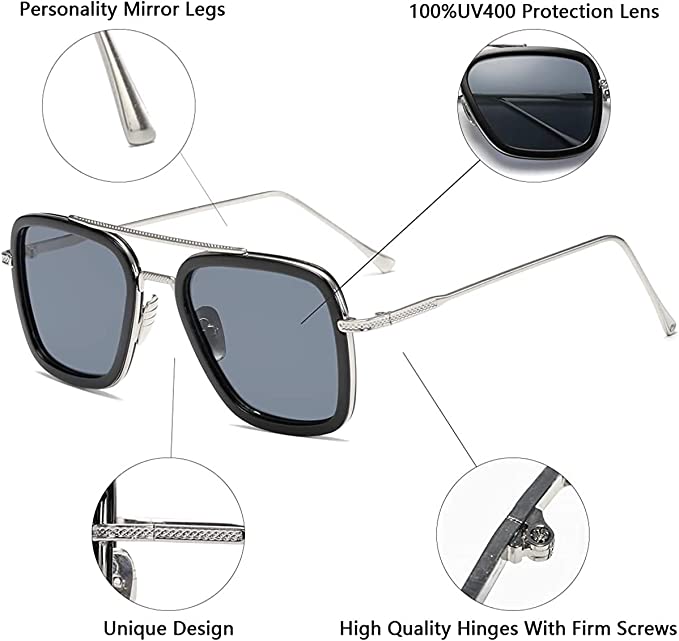 Personality Mirror Legs
100%UV400 Protection Lens
Unique Design
High Quality Hinges With Firm Screws